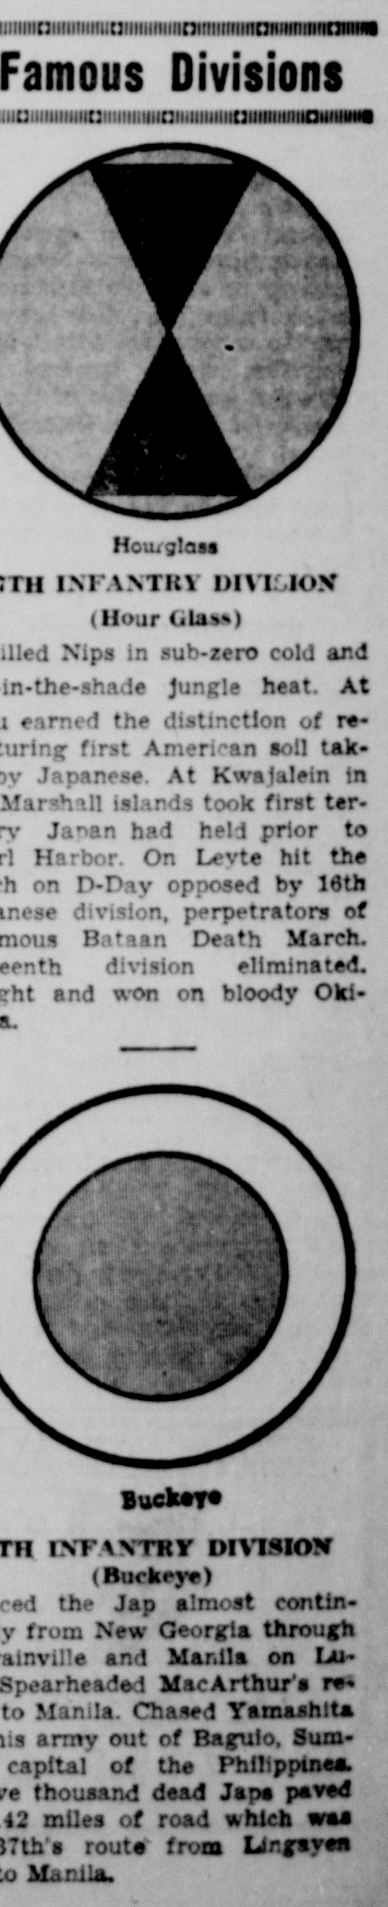 Famous Divisions
Hourglass
TH INFANTRY DIVISION
(Hour Glass)
illed Nips in sub-zero cold and
in-the-shade jungle heat. At
u earned the distinction of re-
turing first American soil tak-
by Japanese. At Kwajalein in
Marshall islands took first ter-
ry Japan had held prior to
rl Harbor. On Leyte hit the
ch on D-Day opposed by 16th
anese division, perpetrators of
mous Bataan Death March.
eenth division eliminated.
ght and won on bloody Oki-
a.
Buckeye
TH INFANTRY DIVISION
(Buckeye)
ced the Jap almost contin-
y from New Georgia through
ainville and Manila on Lu-
Spearheaded MacArthur's re-
to Manila. Chased Yamashita
his army out of Baguio, Sum-
capital of the Philippines.
ve thousand dead Japs paved
142 miles of road which was
37th's route from Lingayen
to Manila.